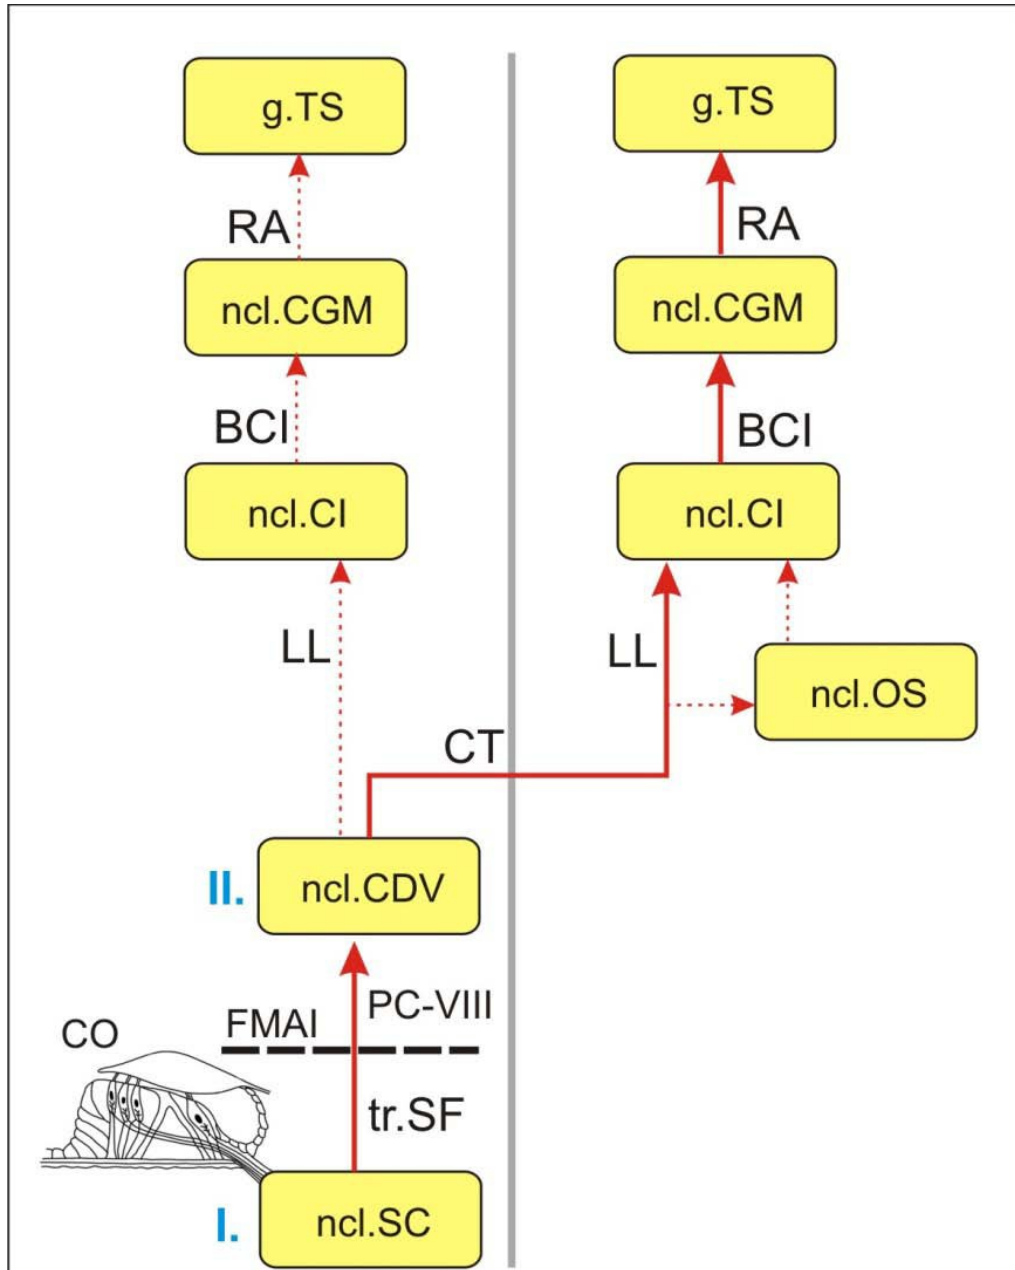 g.TS
g.TS
RA
RA
ncl.CGM
ncl.CGM
BCI
BCI
ncl.CI
ncl.CI
LL
LL
ncl.OS
CT
II.
ncl.CDV
PC-VIII
FMAI
CO
tr.SF
I.
ncl.SC